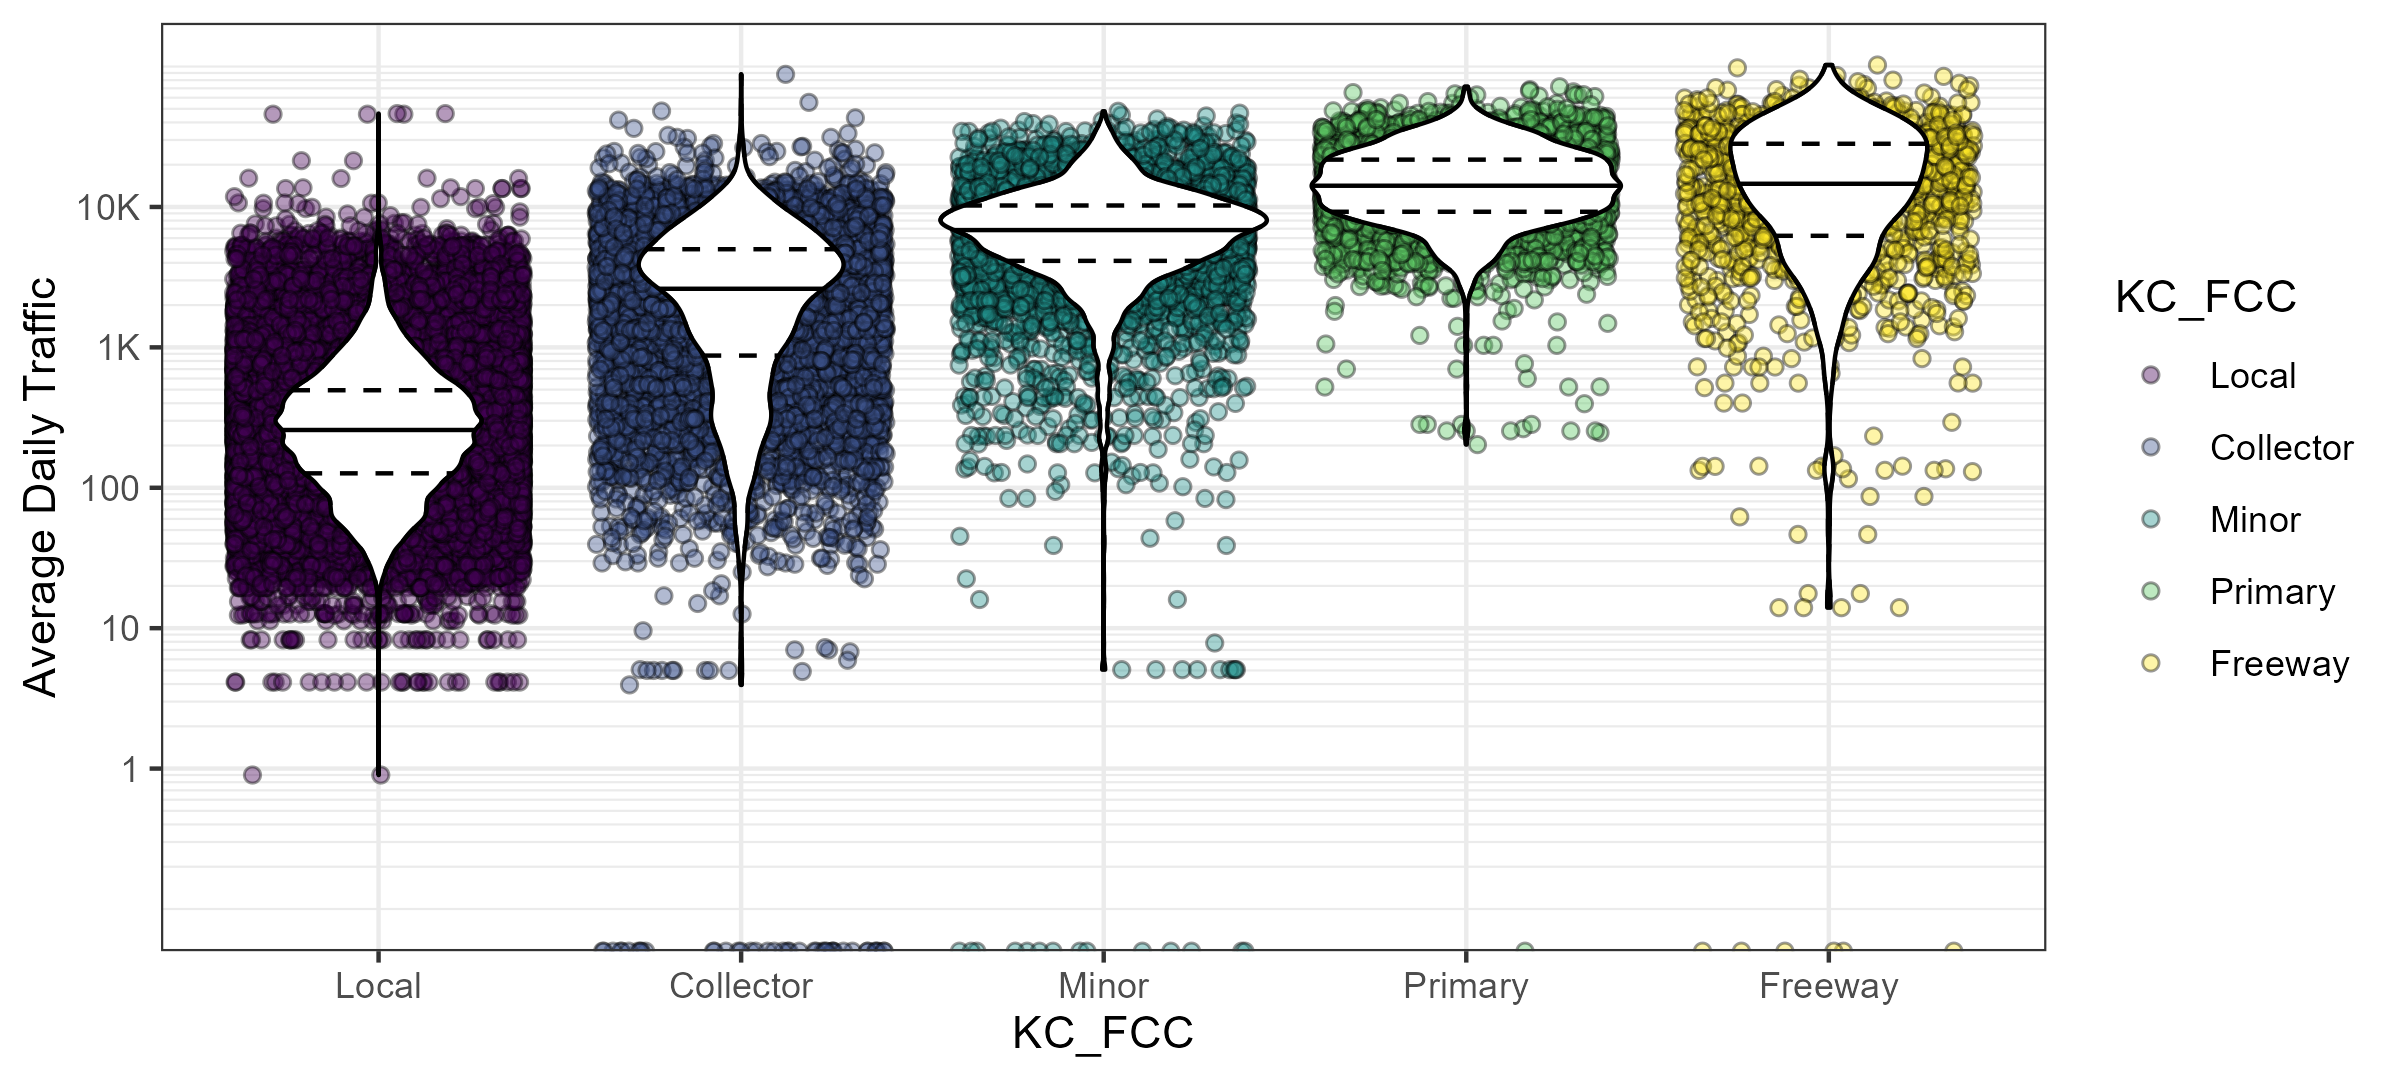 Average Daily Traffic
10K
1K
100
10
1
Local
Collector
Minor
Primary
Freeway
KC_FCC
KC_FCC
Local
Collector
Minor
Primary
Freeway